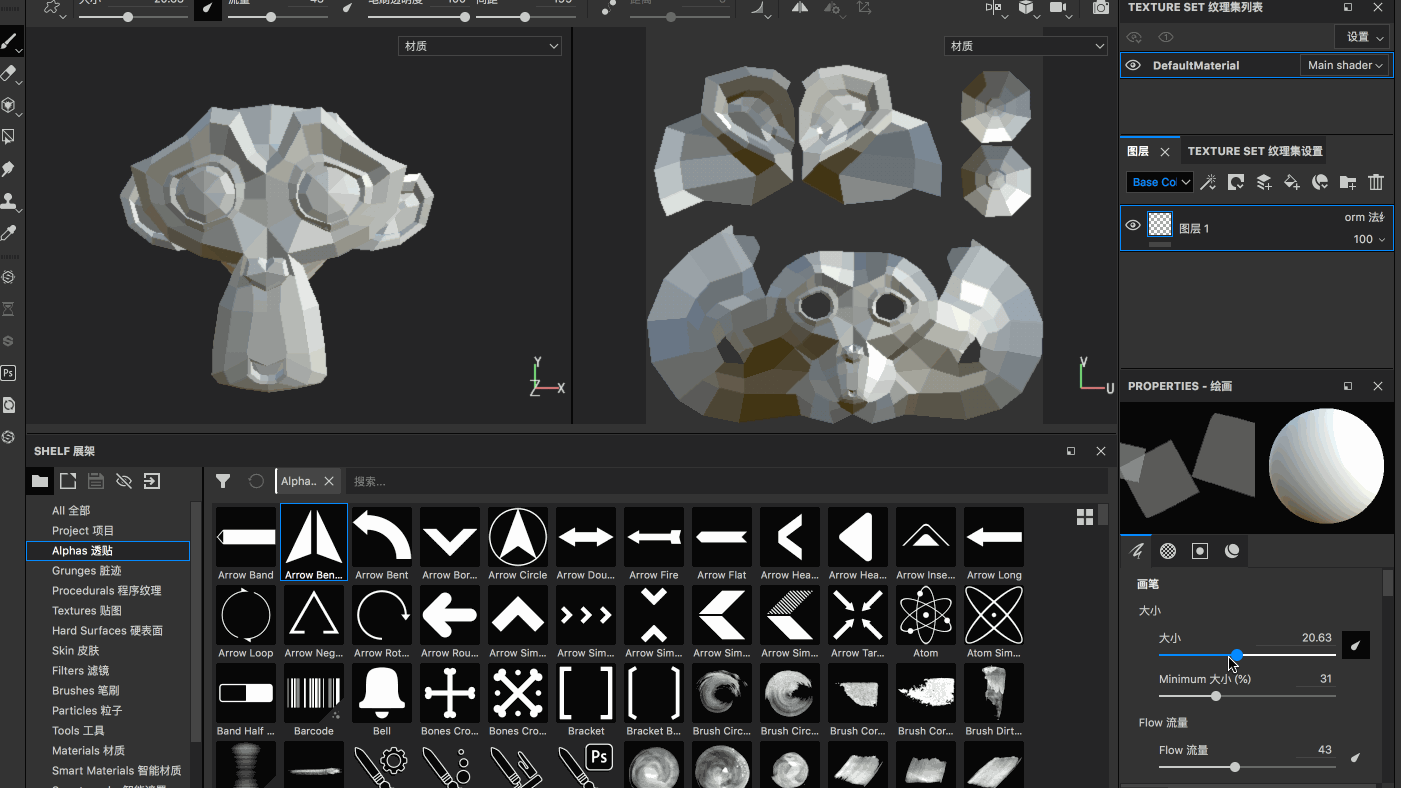 大小 20.63 流量 43 笔刷透明度 100 间距
材质
材质
Y
Z X
V
U
TEXTURE SET 纹理集列表
设置
DefaultMaterial Main shader
图层 TEXTURE SET 纹理集设置
Base Col
图层 1
orm 法线
100
SHELF 展架
Alpha.. 搜索...
All 全部
Project 项目
Alphas 透贴
Grunges 脏迹
Procedurals 程序纹理
Textures 贴图
Hard Surfaces 硬表面
Skin 皮肤
Filters 滤镜
Brushes 笔刷
Particles 粒子
Tools 工具
Materials 材质
Smart Materials 智能材质
Arrow Band Arrow Ben... Arrow Bent Arrow Bor... Arrow Circle Arrow Dou... Arrow Fire Arrow Flat Arrow Hea... Arrow Hea... Arrow Inse... Arrow Long
Arrow Loop Arrow Neg... Arrow Rot... Arrow Rou... Arrow Sim... Arrow Sim... Arrow Sim... Arrow Sim... Arrow Sim... Arrow Tar... Atom Atom Sim...
Band Half ... Barcode Bell Bones Cro... Bones Cro... Bracket Bracket B... Brush Circ... Brush Circ... Brush Cor... Brush Cor... Brush Dirt...
Ps
Ps
PROPERTIES - 绘画
画笔
大小
大小 20.63
Minimum 大小 (%) 31
Flow 流量
Flow 流量 43